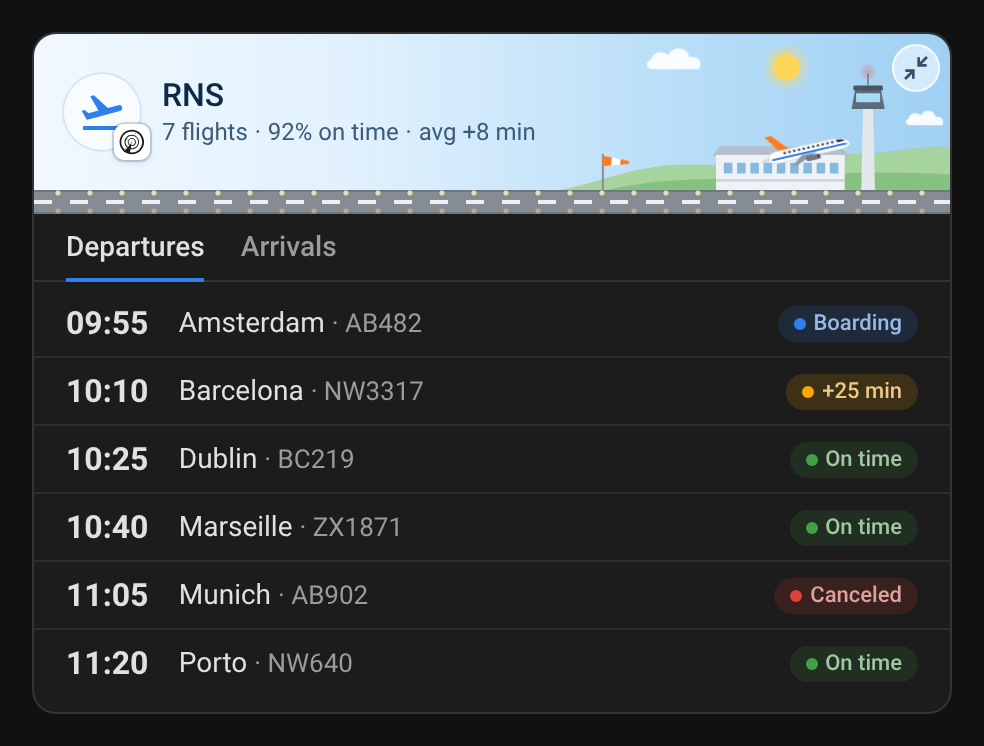 RNS
7 flights · 92% on time · avg +8 min
Departures Arrivals
09:55 Amsterdam · AB482 Boarding
10:10 Barcelona · NW3317 +25 min
10:25 Dublin · BC219 On time
10:40 Marseille · ZX1871 On time
11:05 Munich · AB902 Canceled
11:20 Porto · NW640 On time